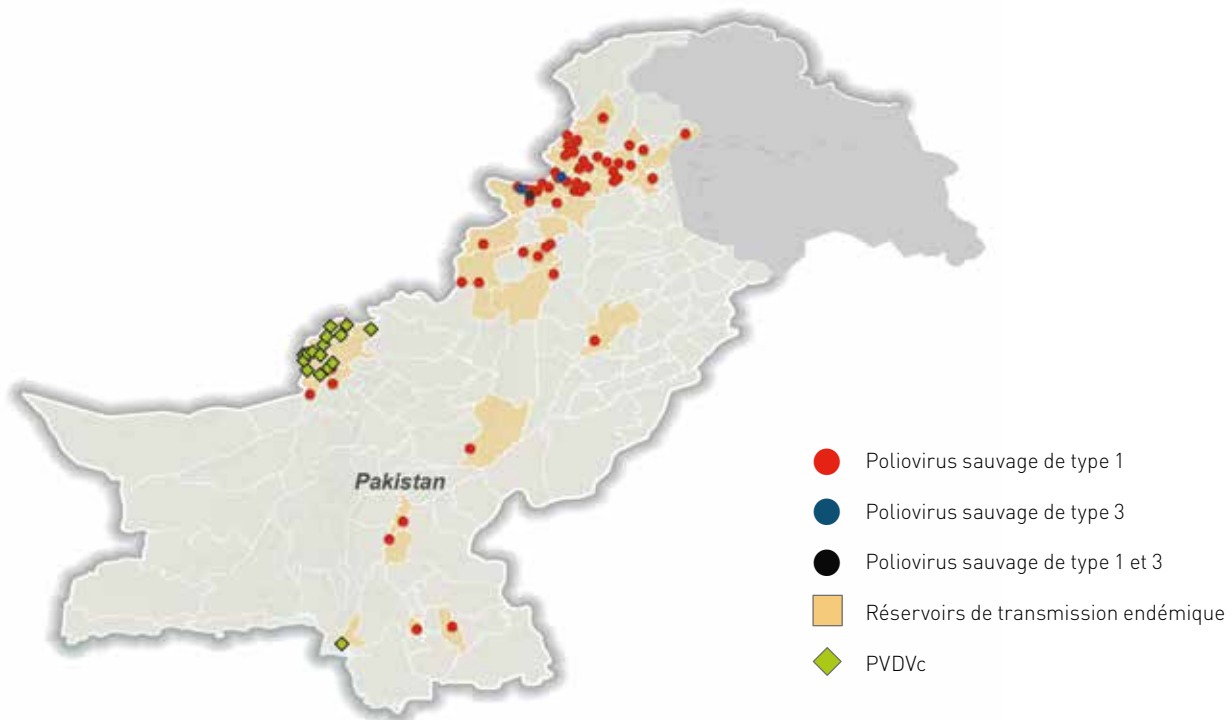 Pakistan
Poliovirus sauvage de type 1
Poliovirus sauvage de type 3
Poliovirus sauvage de type 1 et 3
Réservoirs de transmission endémique
PVDVc